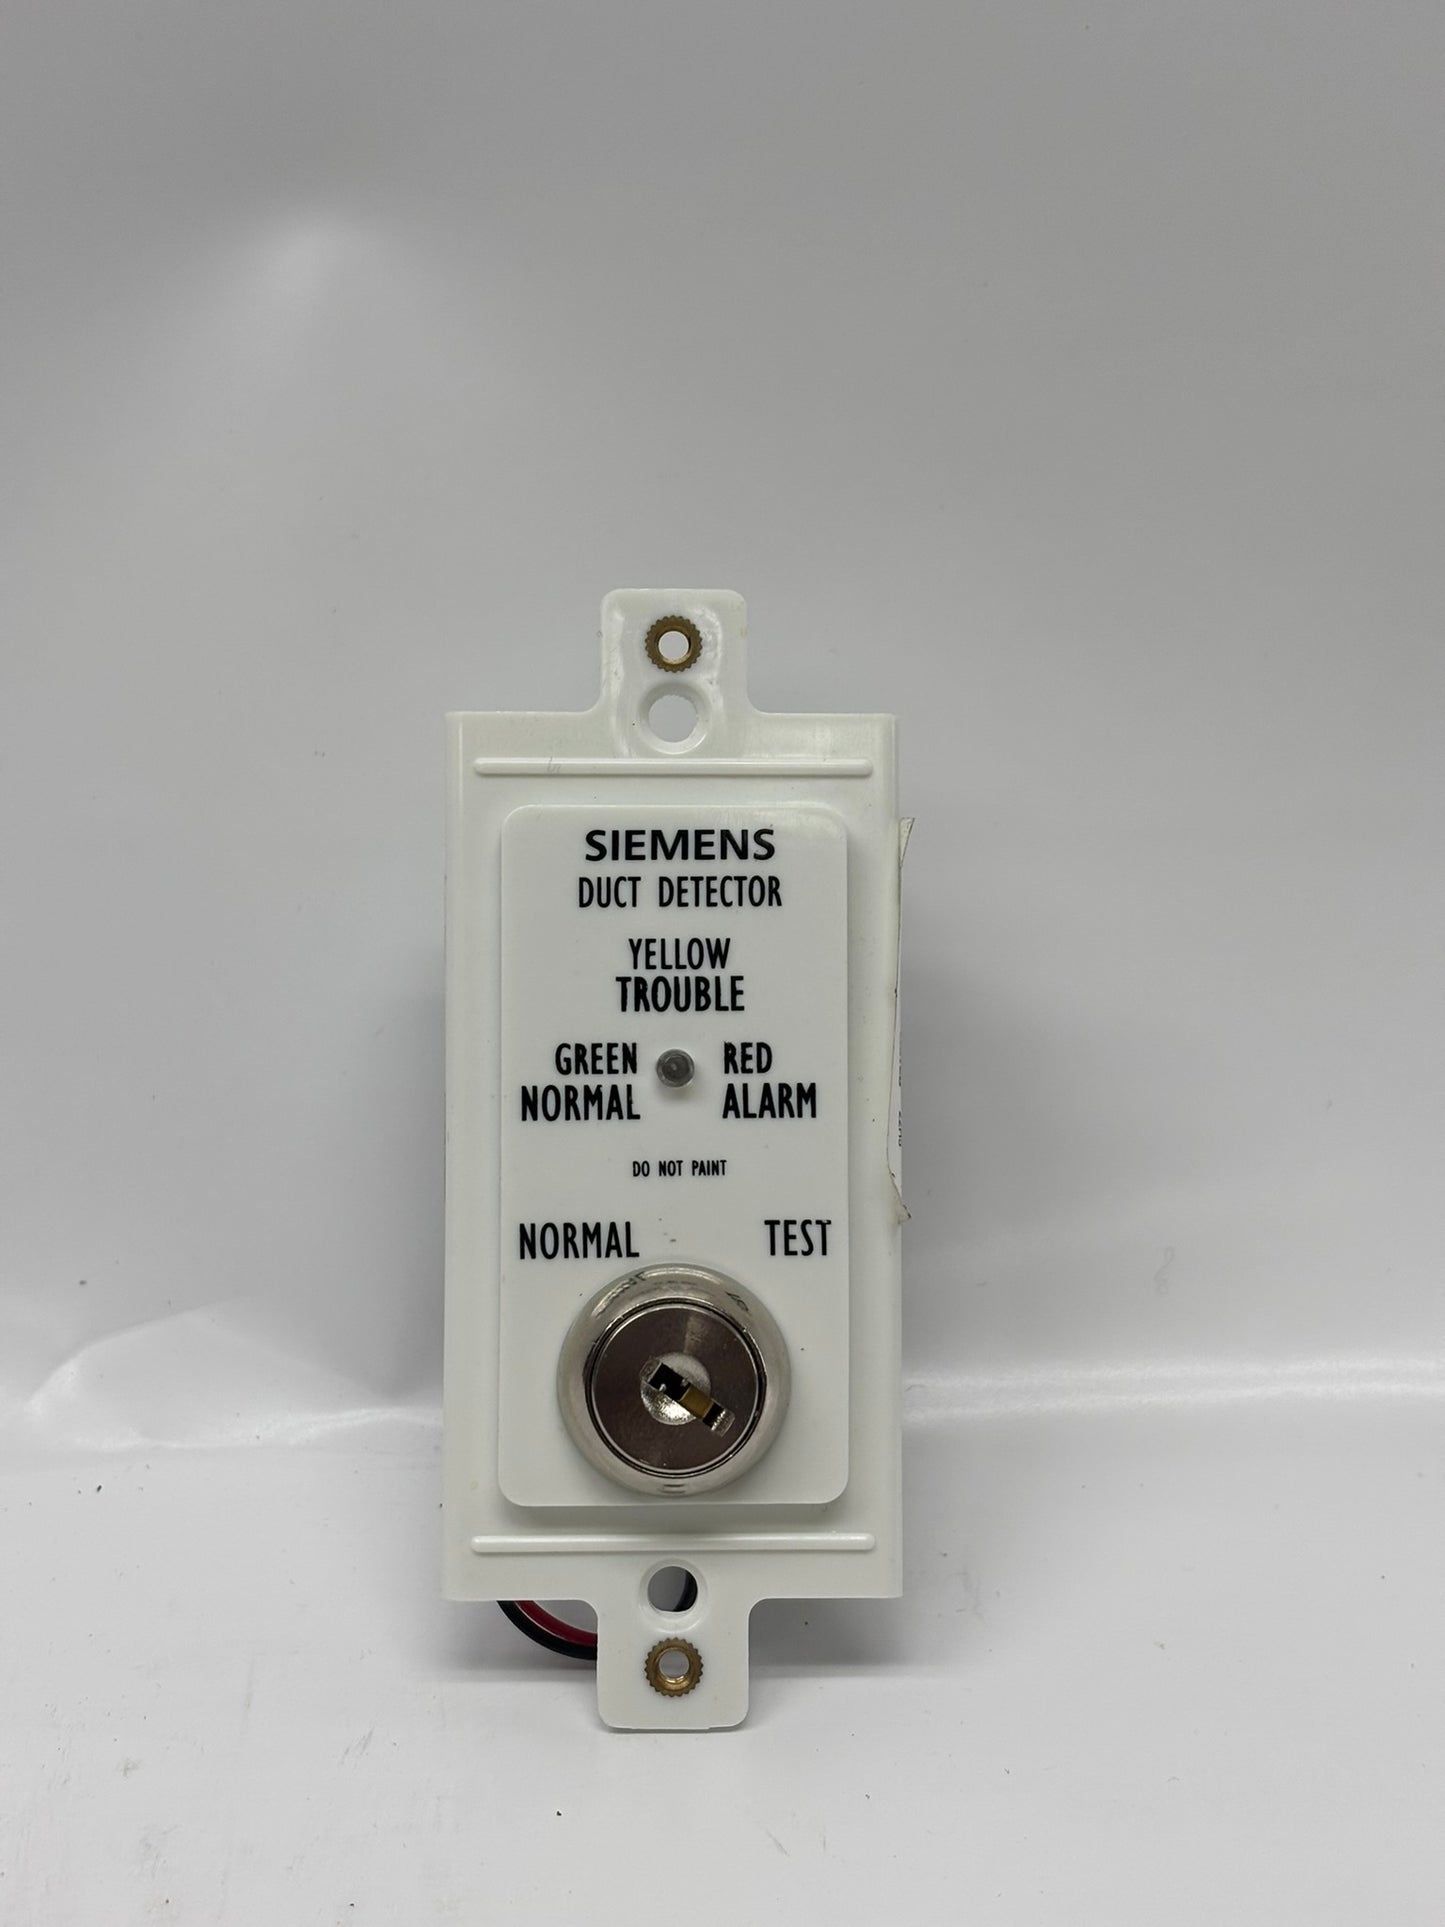 SIEMENS
DUCT DETECTOR
YELLOW
TROUBLE
GREEN RED
NORMAL ALARM
DO NOT PAINT
NORMAL TEST